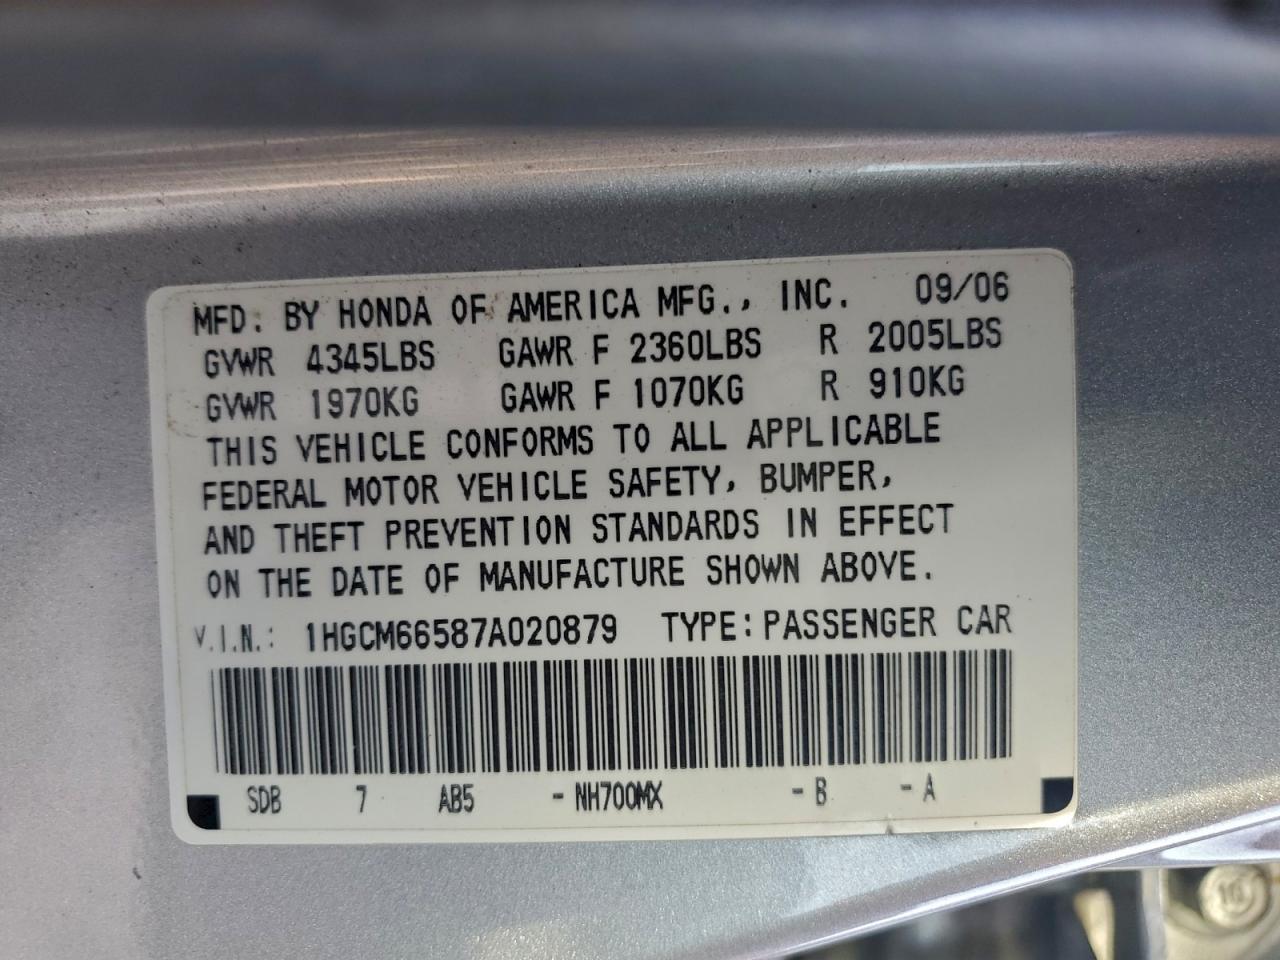 MFD. BY HONDA OF AMERICA MFG., INC. 09/06
GVWR 4345LBS GAWR F 2360LBS R 2005LBS
GVWR 1970KG GAWR F 1070KG R 910KG
THIS VEHICLE CONFORMS TO ALL APPLICABLE
FEDERAL MOTOR VEHICLE SAFETY, BUMPER,
AND THEFT PREVENTION STANDARDS IN EFFECT
ON THE DATE OF MANUFACTURE SHOWN ABOVE.
V.I.N.: 1HGCM66587A020879 TYPE: PASSENGER CAR
SDB 7 AB5 -NH700MX -B -A
10